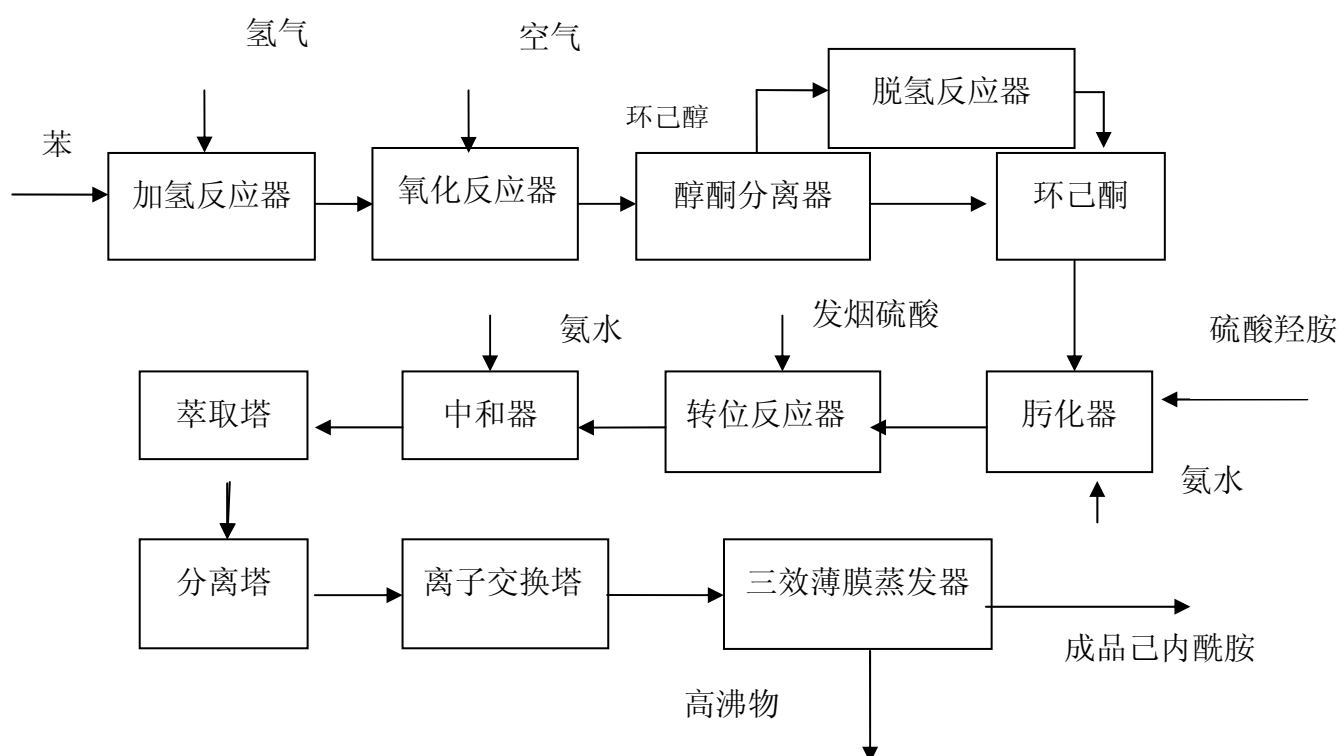 氢气
空气
脱氢反应器
环己醇
苯
加氢反应器
氧化反应器
醇酮分离器
环己酮
氨水
发烟硫酸
硫酸羟胺
萃取塔
中和器
转位反应器
肟化器
氨水
分离塔
离子交换塔
三效薄膜蒸发器
成品己内酰胺
高沸物